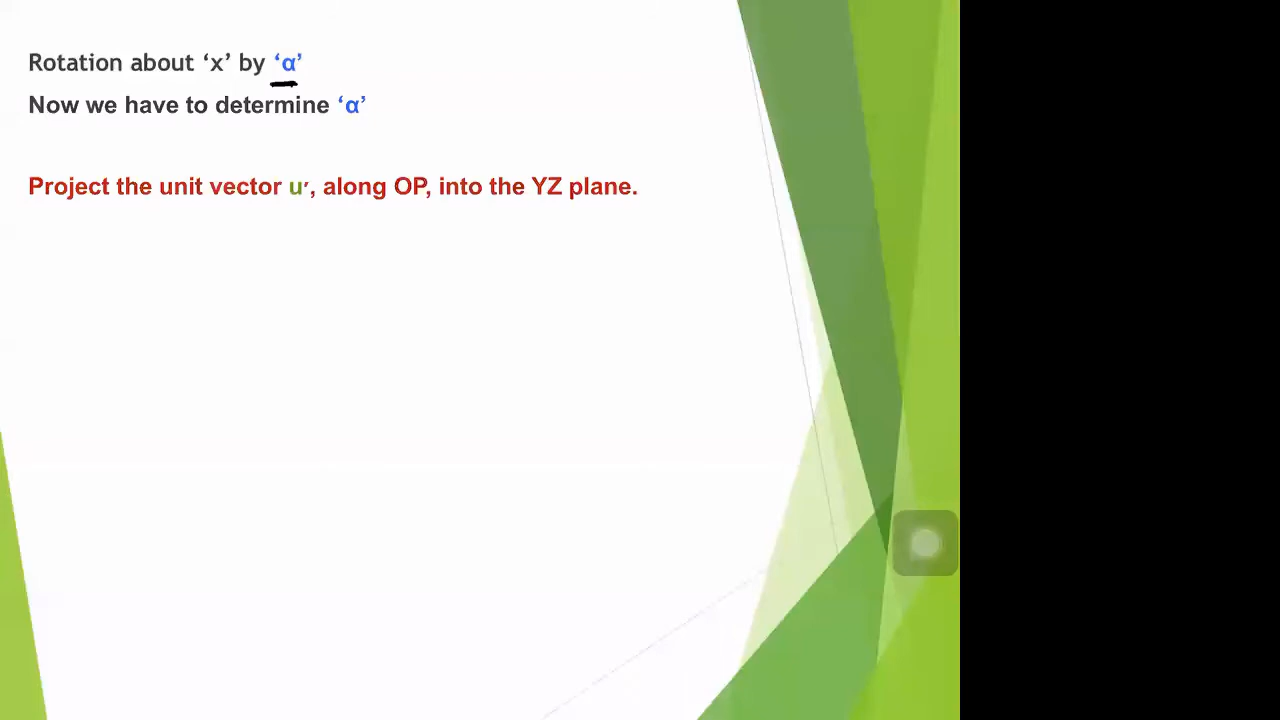 Rotation about ‘x’ by ‘α’
Now we have to determine ‘α’
Project the unit vector u′, along OP, into the YZ plane.